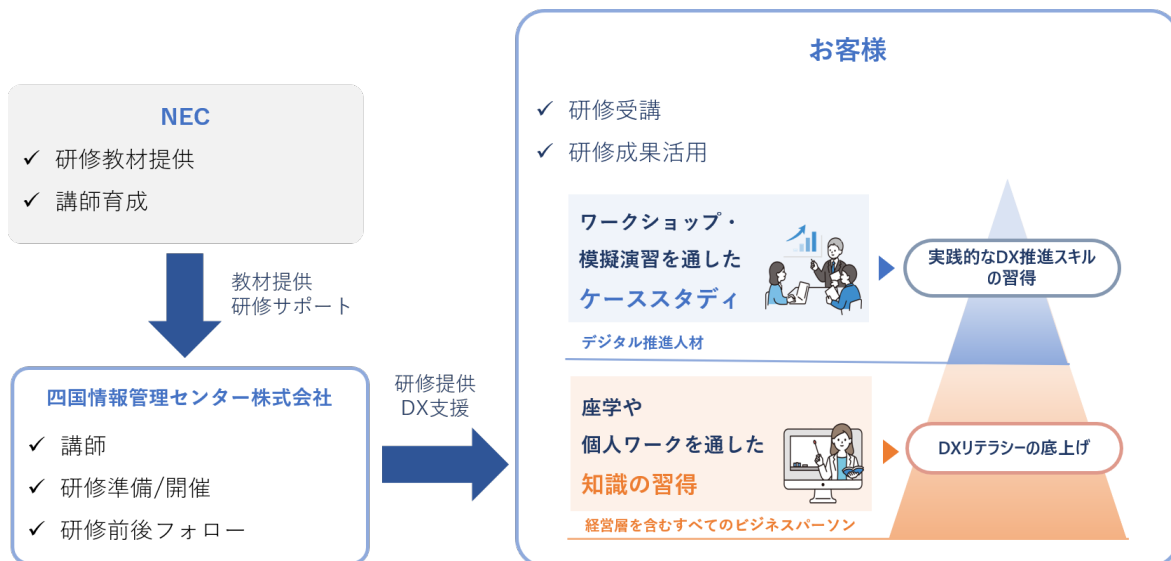 NEC
✓ 研修教材提供
✓ 講師育成
教材提供
研修サポート
四国情報管理センター株式会社
✓ 講師
✓ 研修準備/開催
✓ 研修前後フォロー
研修提供
DX支援
お客様
✓ 研修受講
✓ 研修成果活用
ワークショップ・
模擬演習を通した
ケーススタディ
デジタル推進人材
実践的なDX推進スキル
の習得
座学や
個人ワークを通した
知識の習得
経営層を含むすべてのビジネスパーソン
DXリテラシーの底上げ